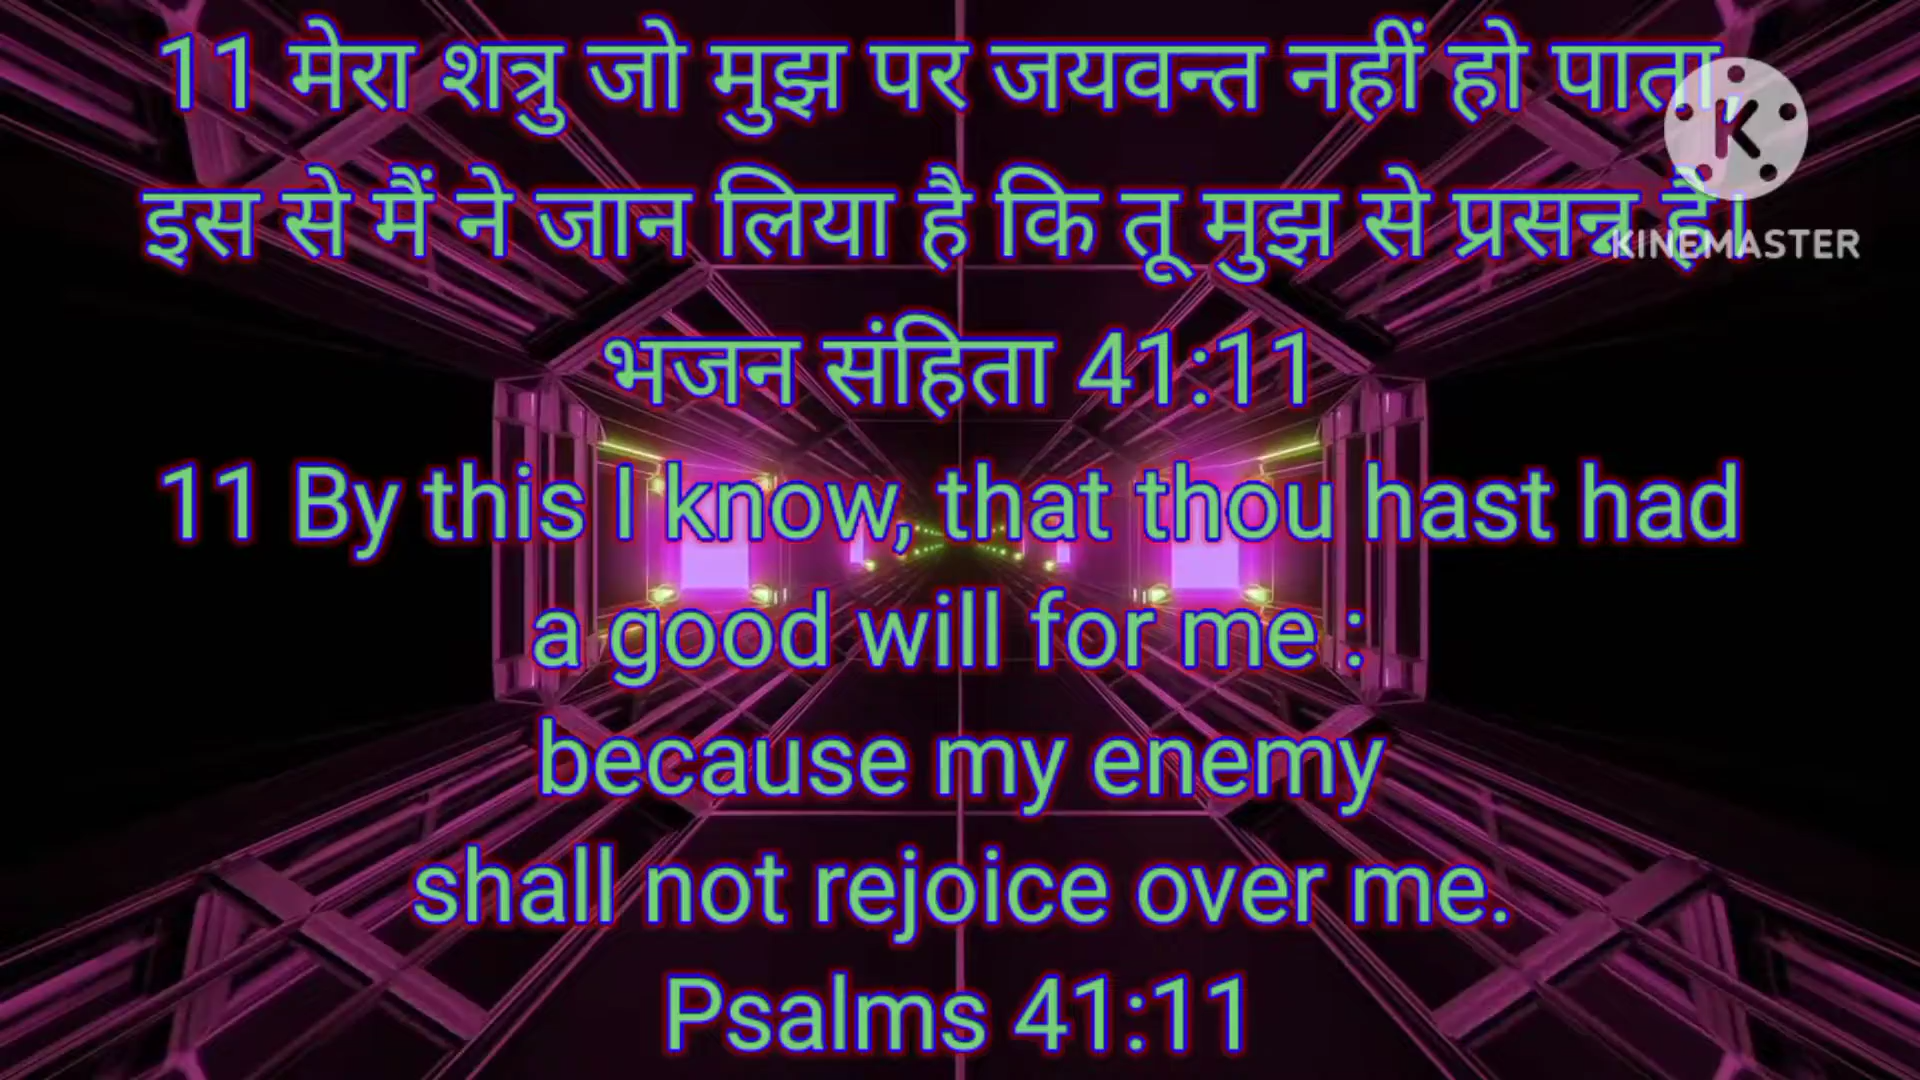 11 मेरा शत्रु जो मुझ पर जयवन्त नहीं हो पाता,
इस से मैं ने जान लिया है कि तू मुझ से प्रसन्न है।
KINEMASTER
भजन संहिता 41:11
11 By this I know, that thou hast had
a good will for me :
because my enemy
shall not rejoice over me.
Psalms 41:11